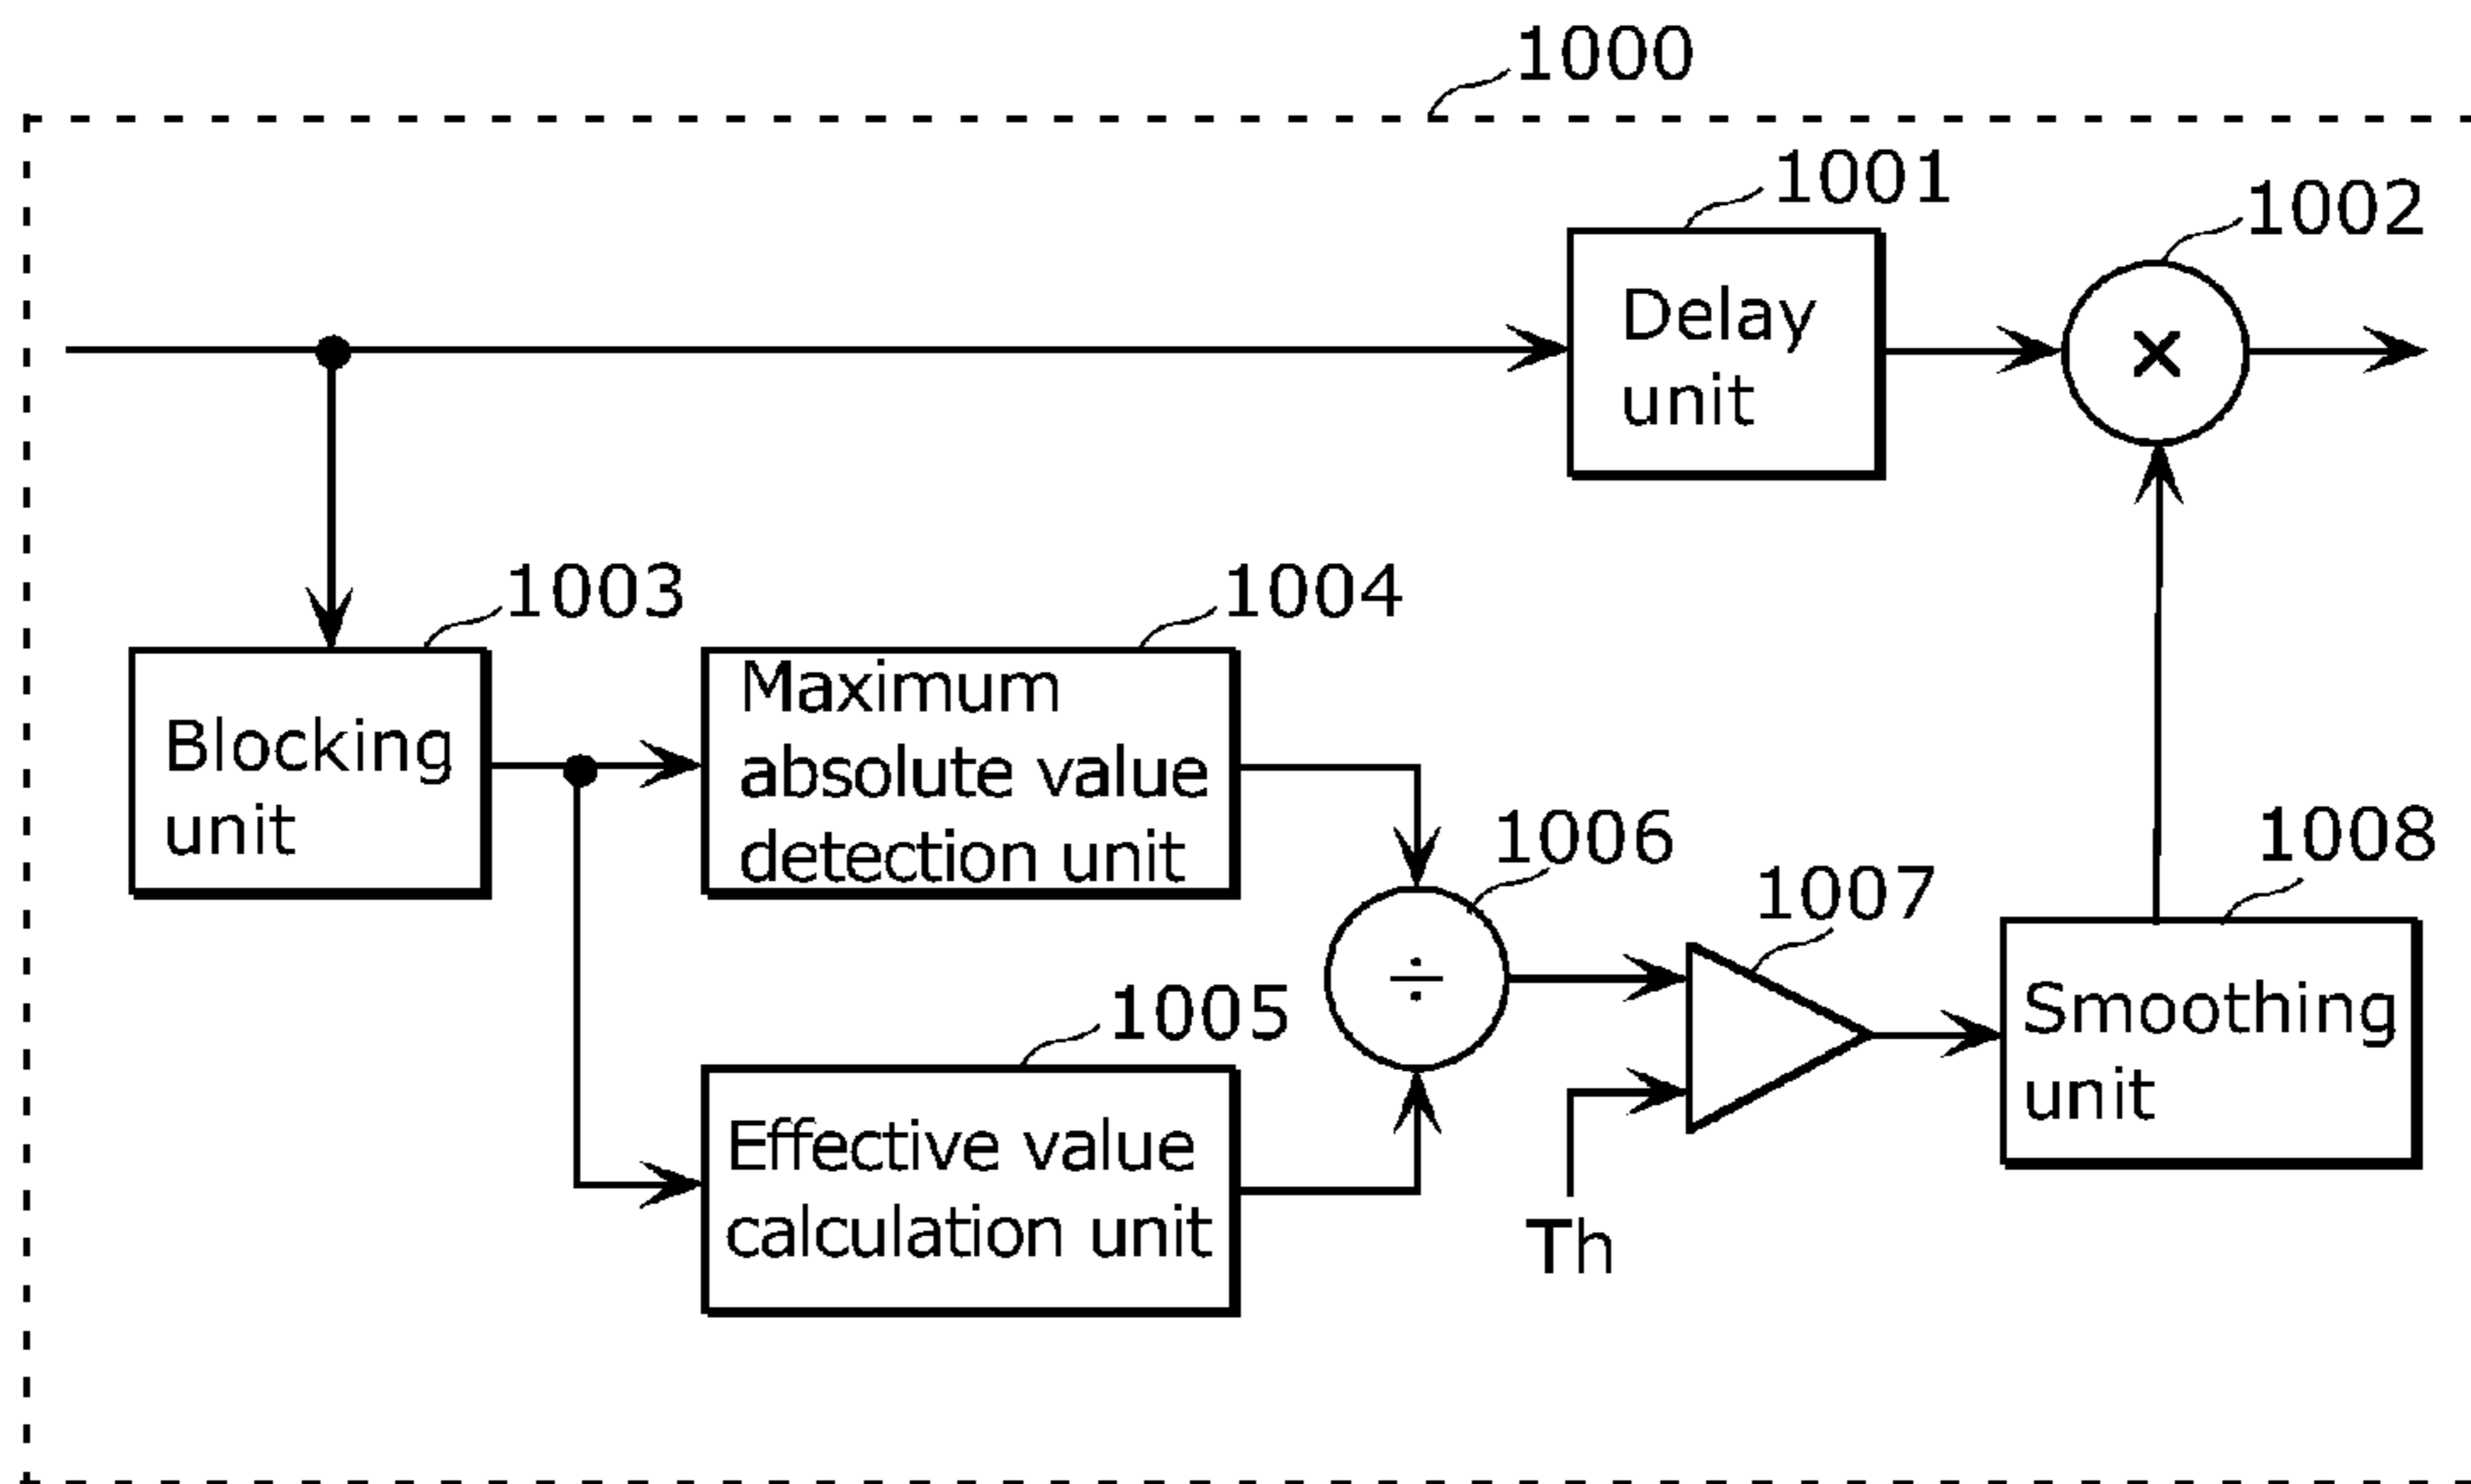 1000
1001
1002
Delay
unit
×
1003
1004
Blocking
unit
Maximum
absolute value
detection unit
1006
÷
1007
1008
1005
Effective value
calculation unit
Smoothing
unit
Th